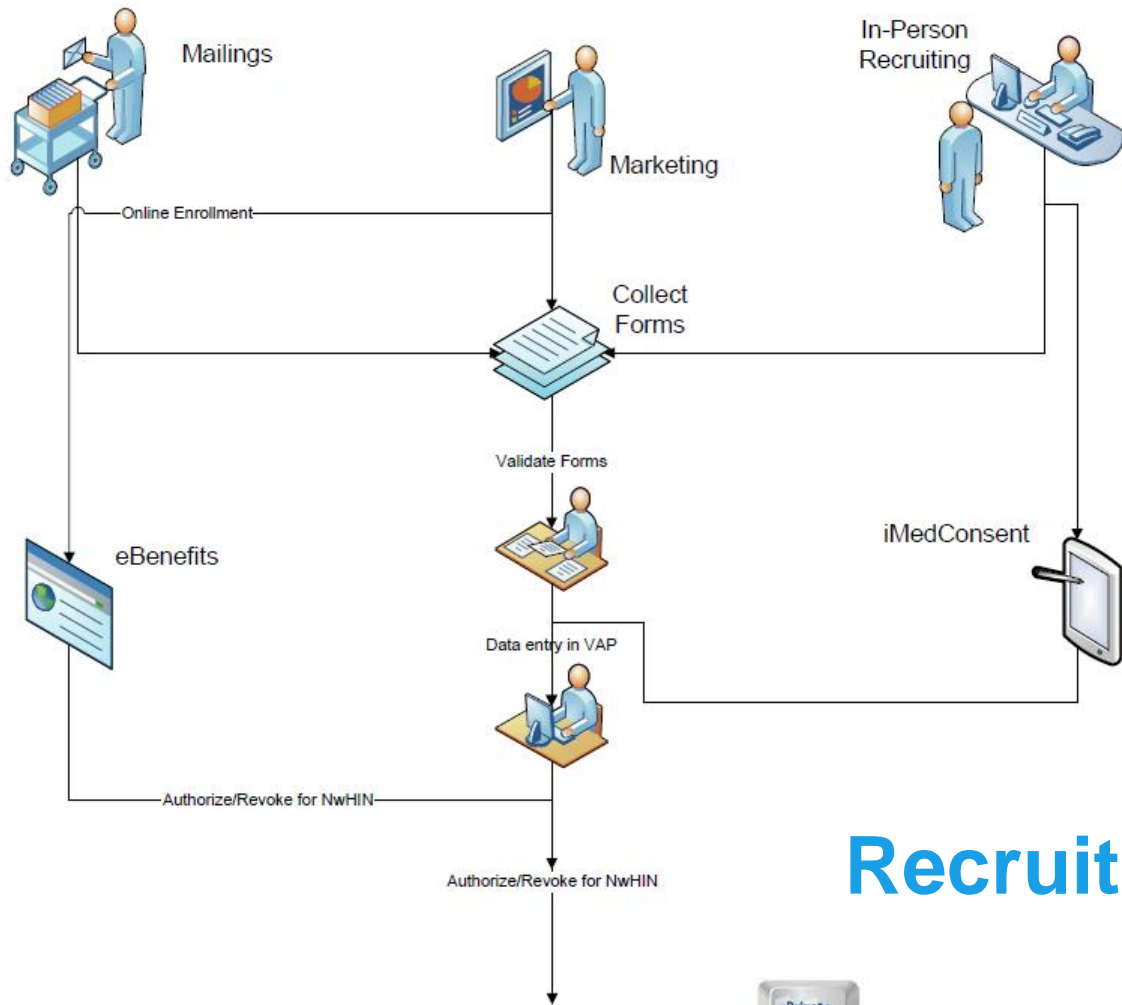 Mailings
In-Person
Recruiting
Marketing
Online Enrollment
Collect
Forms
Validate Forms
eBenefits
iMedConsent
Data entry in VAP
Authorize/Revoke for NwHIN
Recruit
Authorize/Revoke for NwHIN